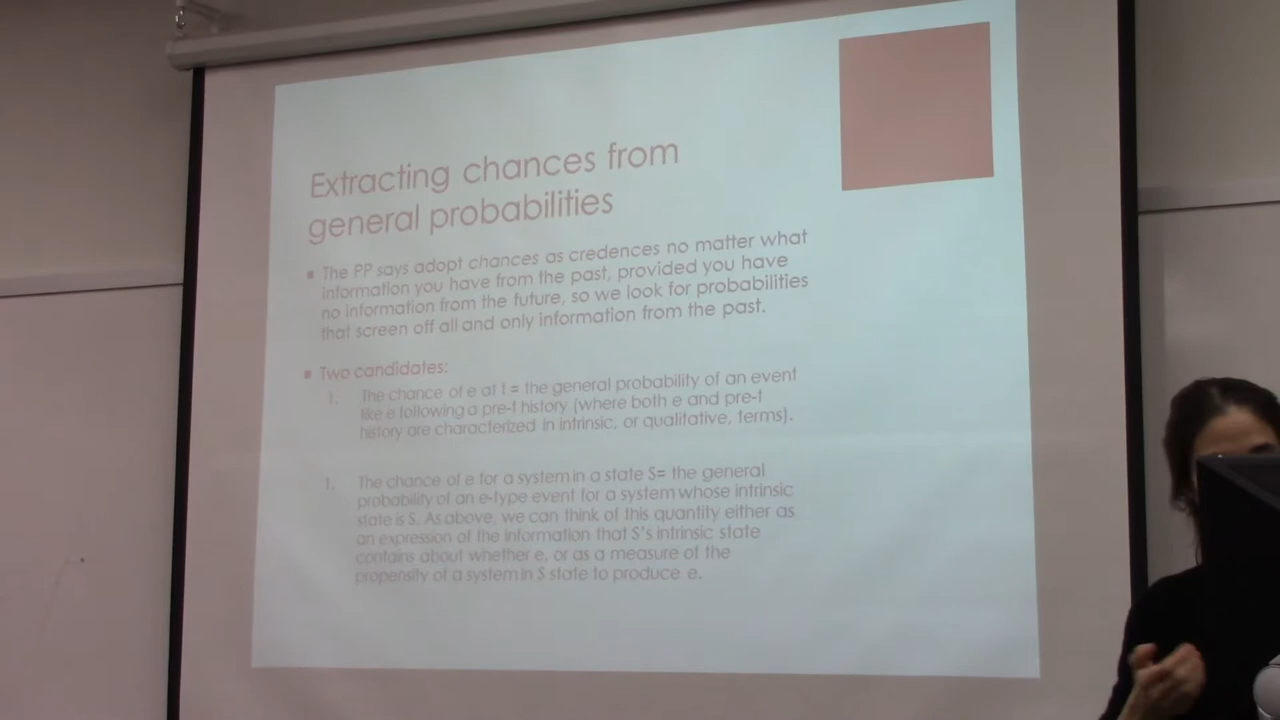 Extracting chances from
general probabilities
▪ The PP says adopt chances as credences no matter what
information you have from the past, provided you have
no information from the future, so we look for probabilities
that screen off all and only information from the past.
▪ Two candidates:
1. The chance of e at t = the general probability of an event
like e following a pre-t history (where both e and pre-t
history are characterized in intrinsic, or qualitative, terms).
1. The chance of e for a system in a state S= the general
probability of an e-type event for a system whose intrinsic
state is S. As above, we can think of this quantity either as
an expression of the information that S's intrinsic state
contains about whether e, or as a measure of the
propensity of a system in S state to produce e.